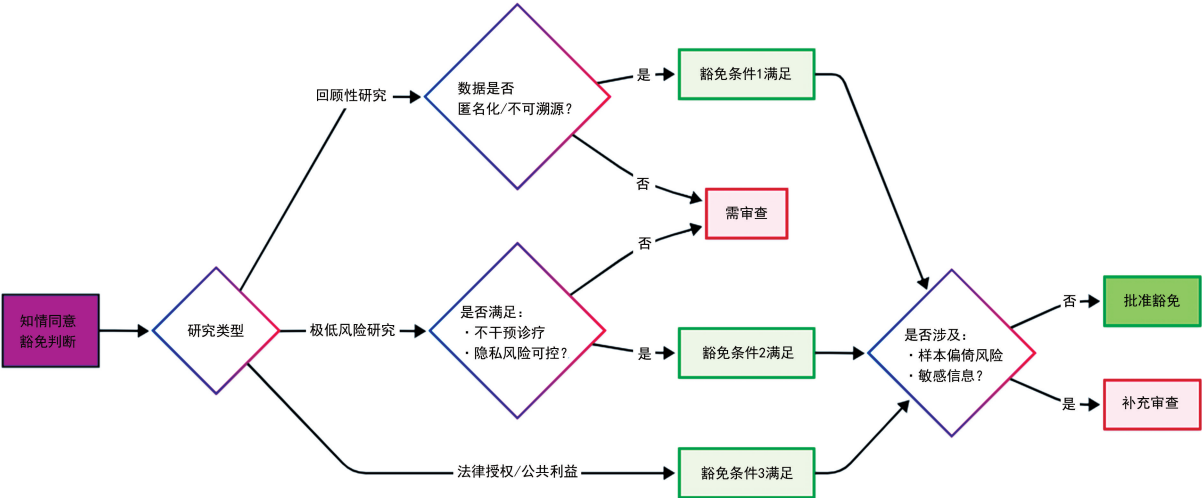 知情同意
豁免判断
研究类型
回顾性研究
极低风险研究
法律授权/公共利益
数据是否
匿名化/不可溯源？
是
否
是否满足：
·不干预诊疗
·隐私风险可控？
否
是
豁免条件1满足
需审查
豁免条件2满足
豁免条件3满足
是否涉及：
·样本偏倚风险
·敏感信息？
否
是
批准豁免
补充审查